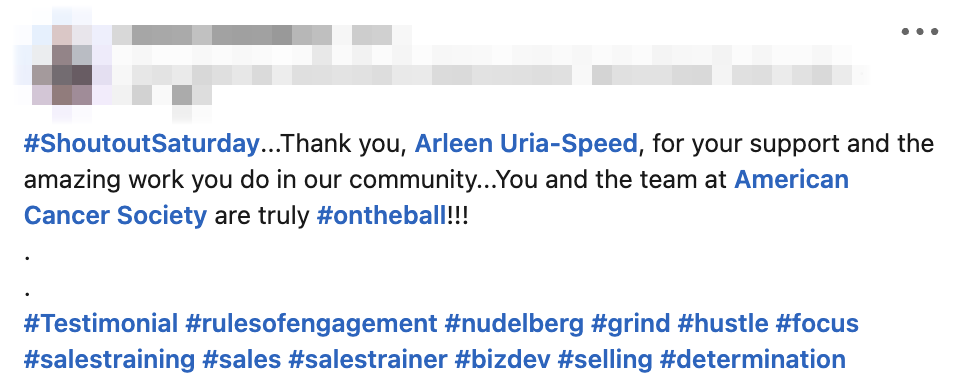 #ShoutoutSaturday...Thank you, Arleen Uria-Speed, for your support and the
amazing work you do in our community...You and the team at American
Cancer Society are truly #ontheball!!!
.
.
#Testimonial #rulesofengagement #nudelberg #grind #hustle #focus
#salestraining #sales #salestrainer #bizdev #selling #determination